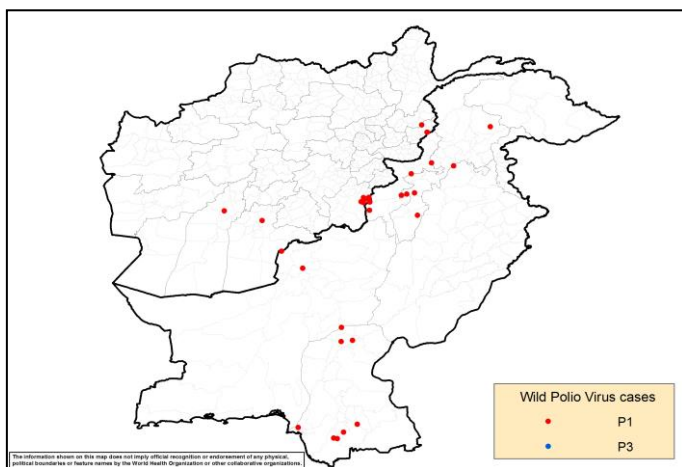 Wild Polio Virus cases
P1
P3
The information shown on this map does not imply official recognition or endorsement of any physical,
political boundaries or feature names by the World Health Organization or other collaborative organizations.